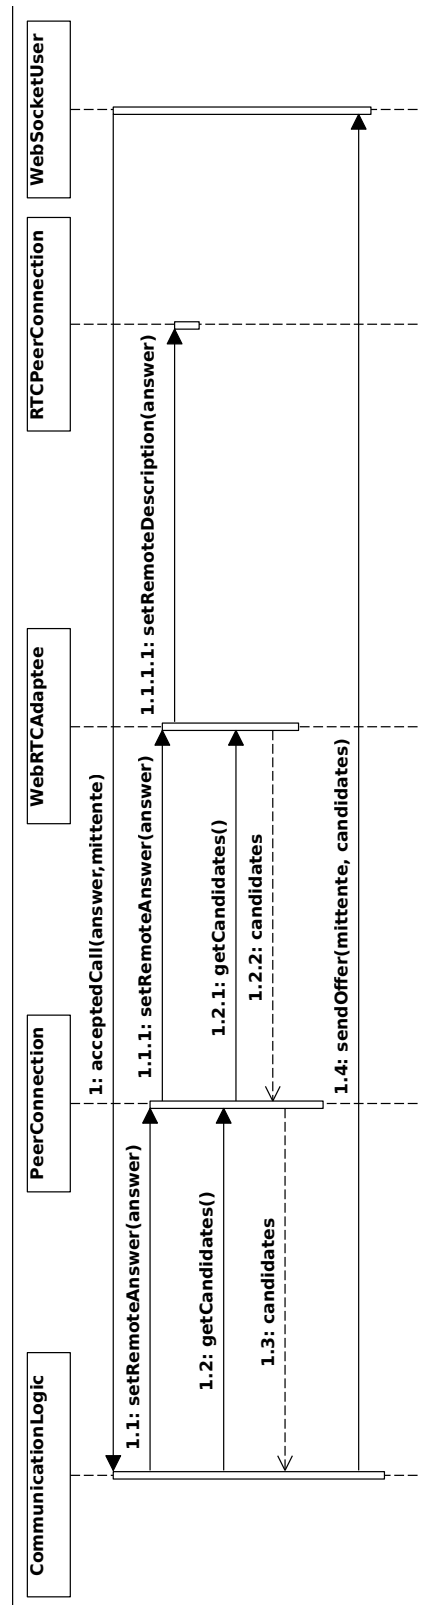 CommunicationLogic
PeerConnection
WebRTCAdaptee
RTCPeerConnection
WebSocketUser
1: acceptedCall(answer,mittente)
1.1: setRemoteAnswer(answer)
1.1.1: setRemoteAnswer(answer)
1.1.1.1: setRemoteDescription(answer)
1.2: getCandidates()
1.2.1: getCandidates()
1.2.2: candidates
1.3: candidates
1.4: sendOffer(mittente, candidates)